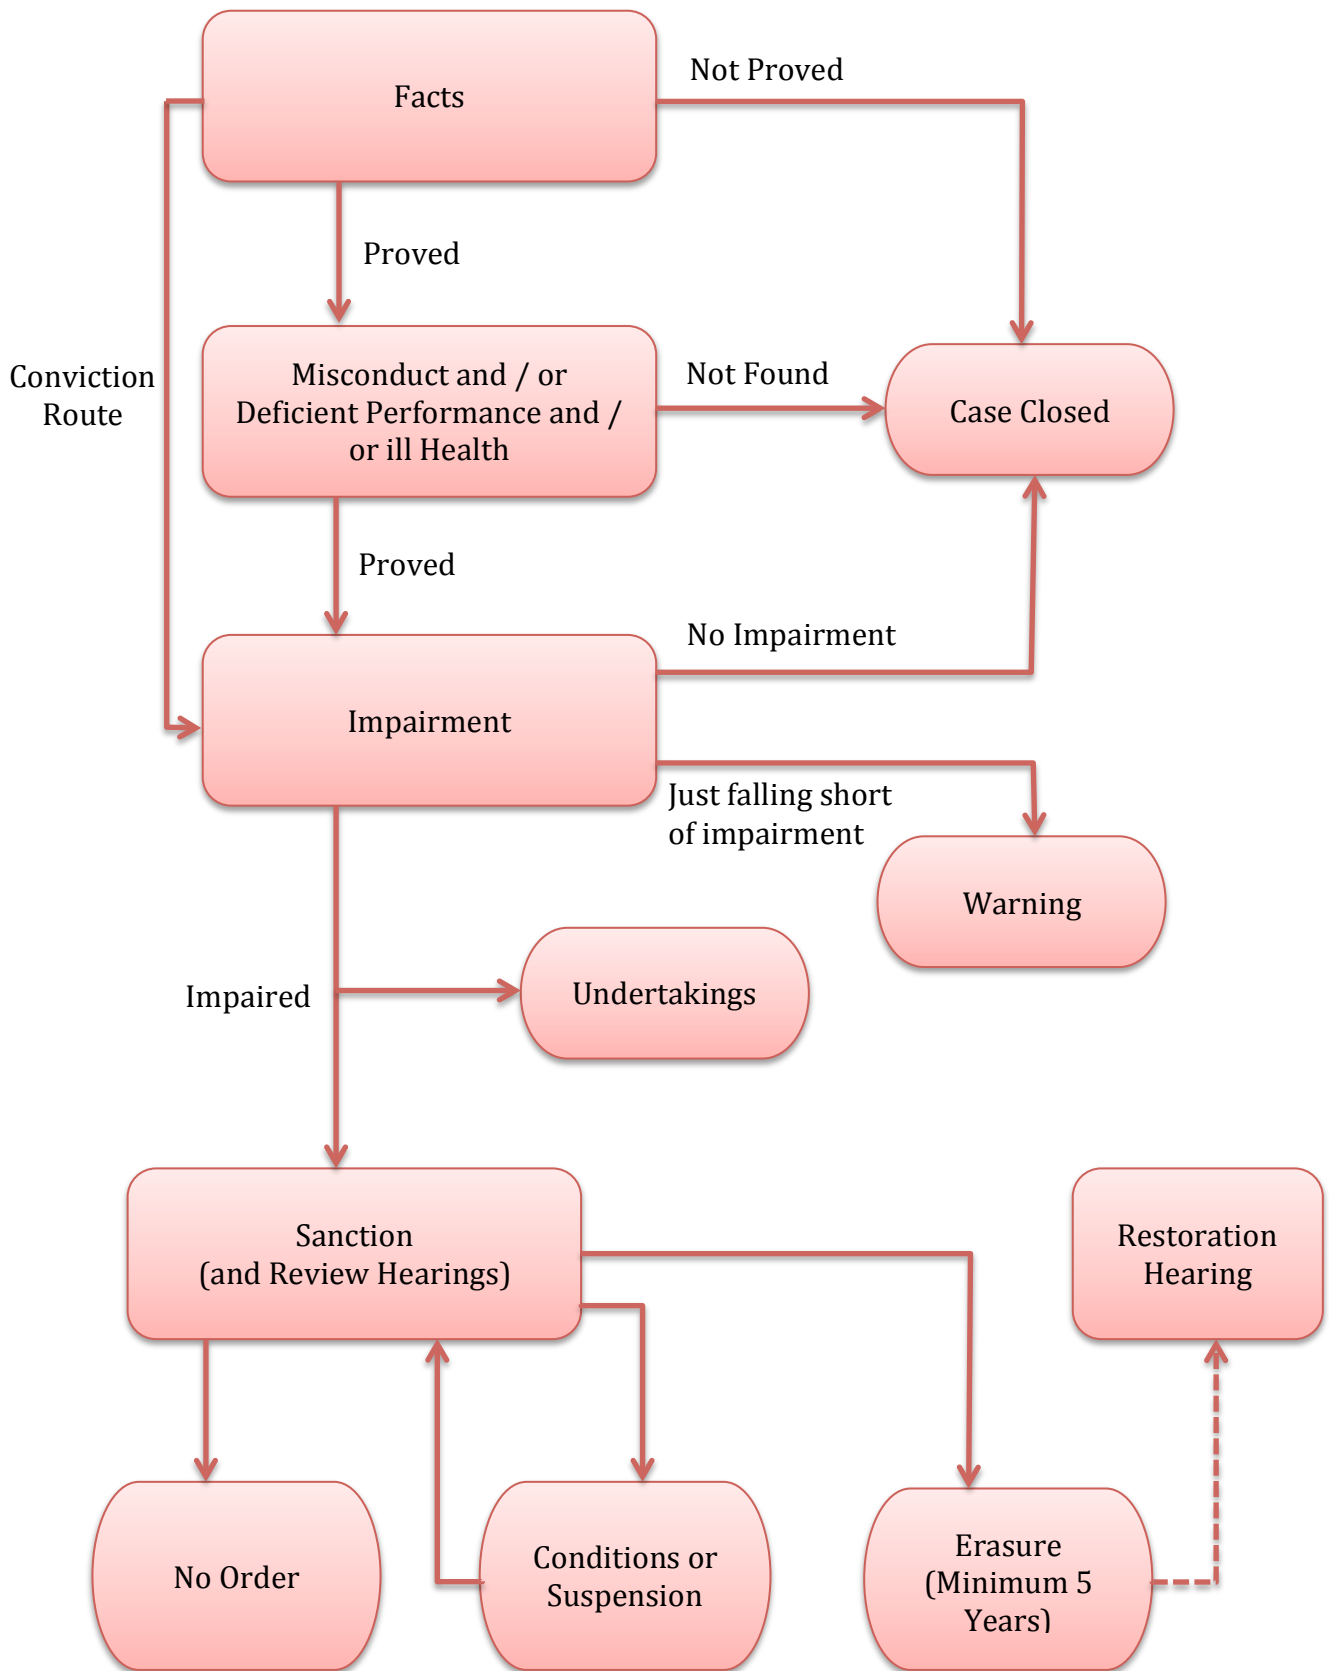 Facts
Not Proved
Proved
Conviction
Route
Misconduct and / or
Deficient Performance and /
or ill Health
Not Found
Case Closed
Proved
No Impairment
Impairment
Just falling short
of impairment
Warning
Undertakings
Impaired
Sanction
(and Review Hearings)
Restoration
Hearing
No Order
Conditions or
Suspension
Erasure
(Minimum 5
Years)